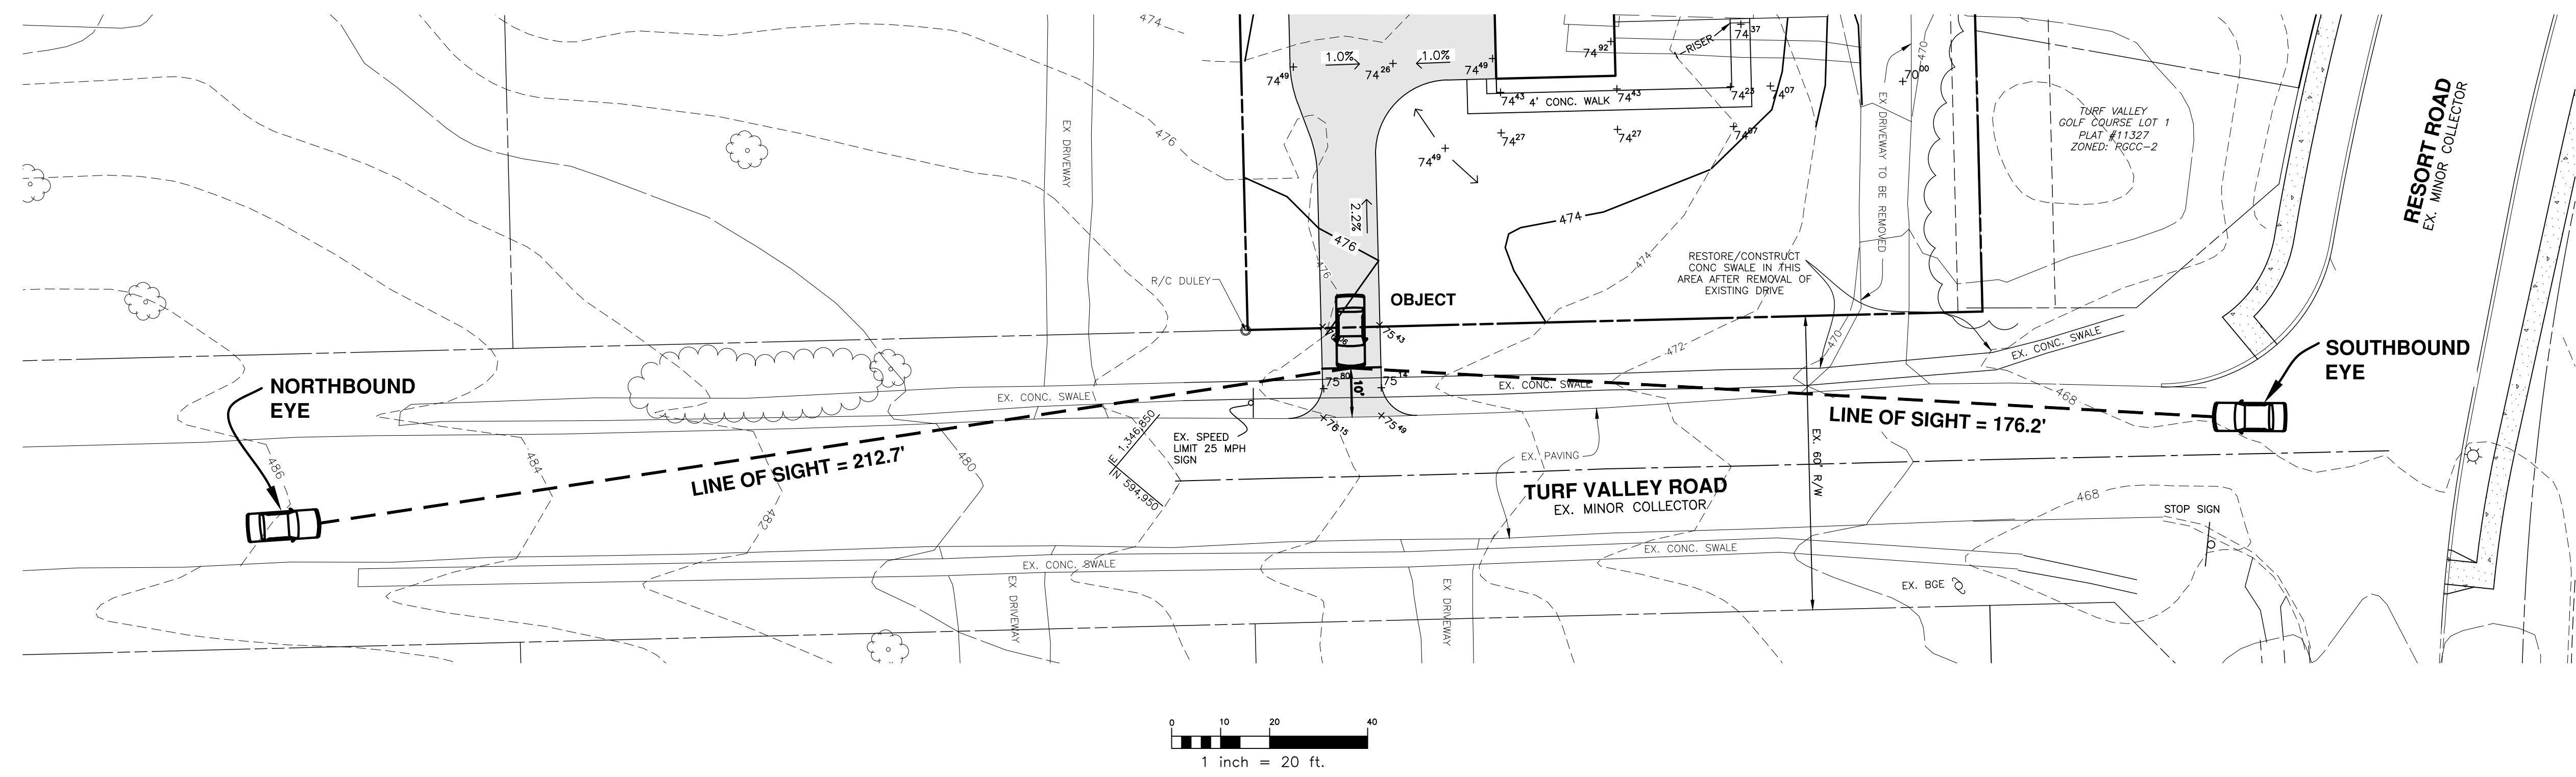 474
476
EX DRIVEWAY
1.0%
1.0%
74 49
74 26
74 49
74 92
RISER
74 37
74 43
4' CONC. WALK
74 43
74 23
74 07
74 27
74 27
74 07
74 49
2.2%
476
476
474
474
472
470
470
70 00
EX DRIVEWAY TO BE REMOVED
TURF VALLEY
GOLF COURSE LOT 1
PLAT #11327
ZONED: PGCC-2
RESORT ROAD
EX. MINOR COLLECTOR
RESTORE/CONSTRUCT
CONC SWALE IN THIS
AREA AFTER REMOVAL OF
EXISTING DRIVE
R/C DULEY
OBJECT
75 43
75 80
75 14
10'
76 15
75 49
EX. CONC. SWALE
EX. CONC. SWALE
EX. CONC. SWALE
NORTHBOUND
EYE
SOUTHBOUND
EYE
468
LINE OF SIGHT = 212.7'
LINE OF SIGHT = 176.2'
EX. SPEED
LIMIT 25 MPH
SIGN
E 1,346,850
N 594,950
486
484
482
480
EX. PAVING
TURF VALLEY ROAD
EX. MINOR COLLECTOR
EX. 60' R/W
468
STOP SIGN
EX. CONC. SWALE
EX. CONC. SWALE
EX DRIVEWAY
EX DRIVEWAY
EX. BGE
0 10 20 40
1 inch = 20 ft.